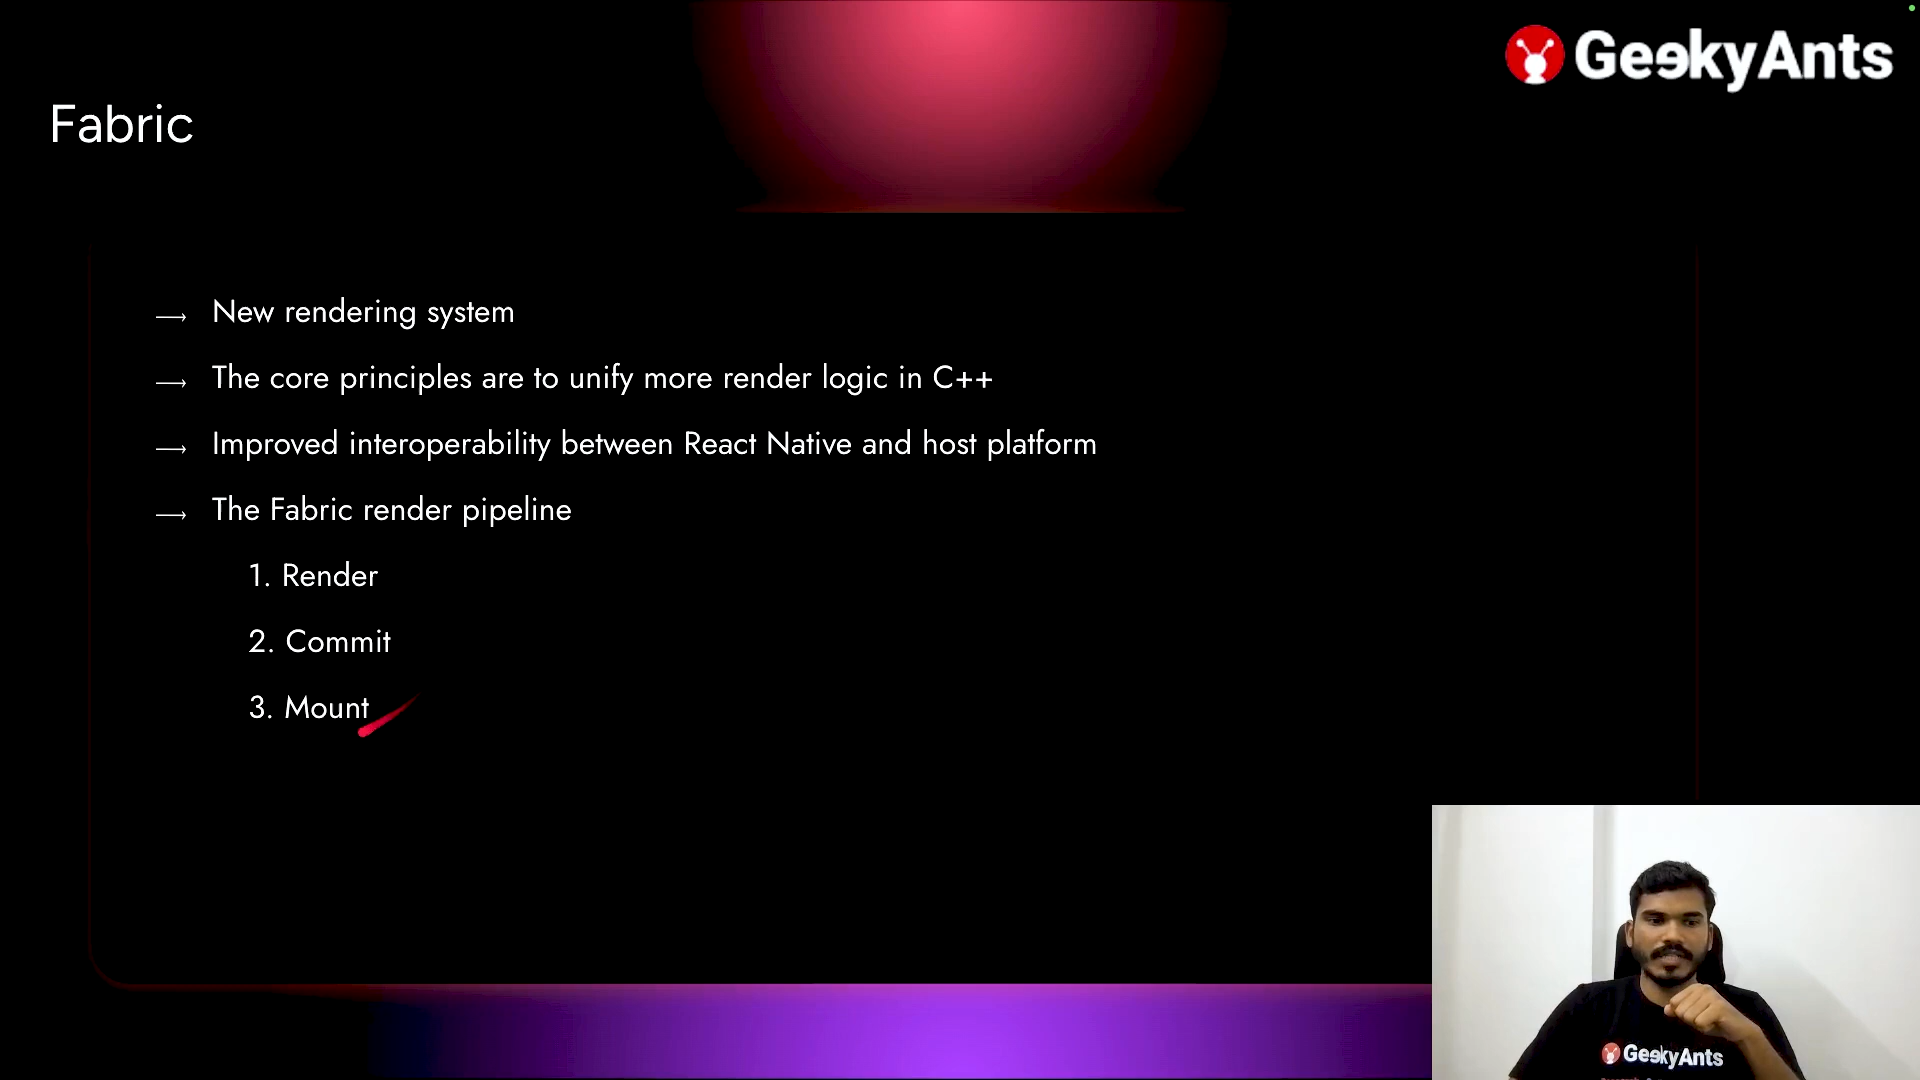 GeekyAnts
Fabric
→ New rendering system
→ The core principles are to unify more render logic in C++
→ Improved interoperability between React Native and host platform
→ The Fabric render pipeline
1. Render
2. Commit
3. Mount
GeekyAnts